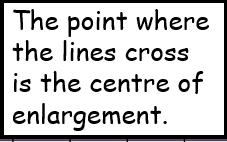 The point where
the lines cross
is the centre of
enlargement.